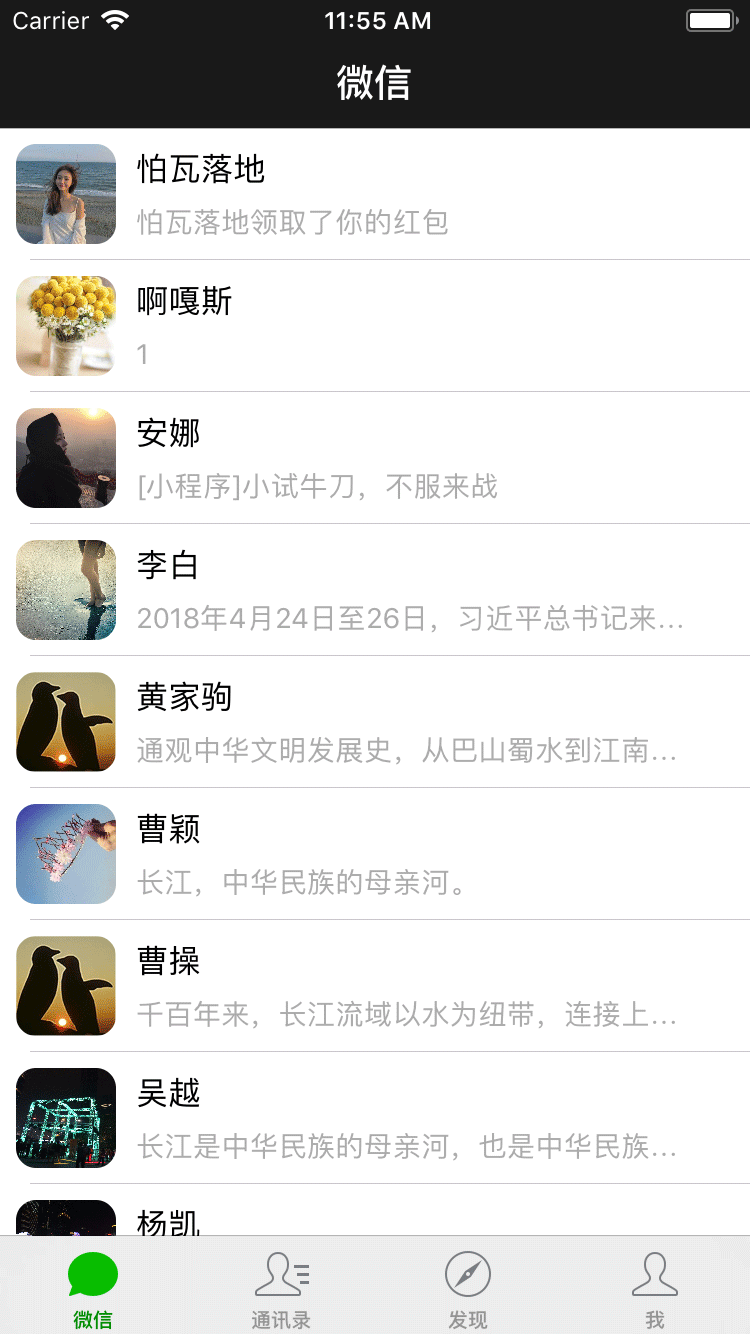 Carrier 11:55 AM
微信
怕瓦落地
怕瓦落地领取了你的红包
啊嘎斯
1
安娜
[小程序]小试牛刀，不服来战
李白
2018年4月24日至26日，习近平总书记来...
黄家驹
通观中华文明发展史，从巴山蜀水到江南...
曹颖
长江，中华民族的母亲河。
曹操
千百年来，长江流域以水为纽带，连接上...
吴越
长江是中华民族的母亲河，也是中华民族...
杨凯
微信 通讯录 发现 我